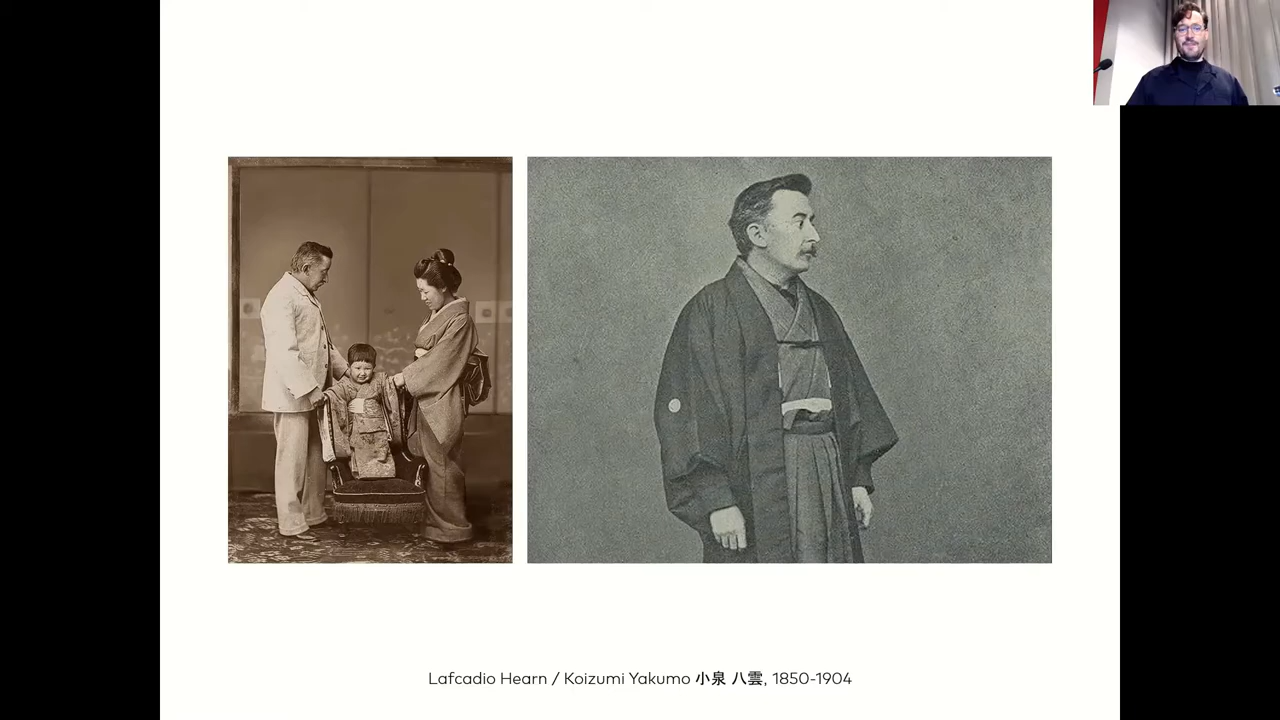 Lafcadio Hearn / Koizumi Yakumo 小泉 八雲, 1850-1904